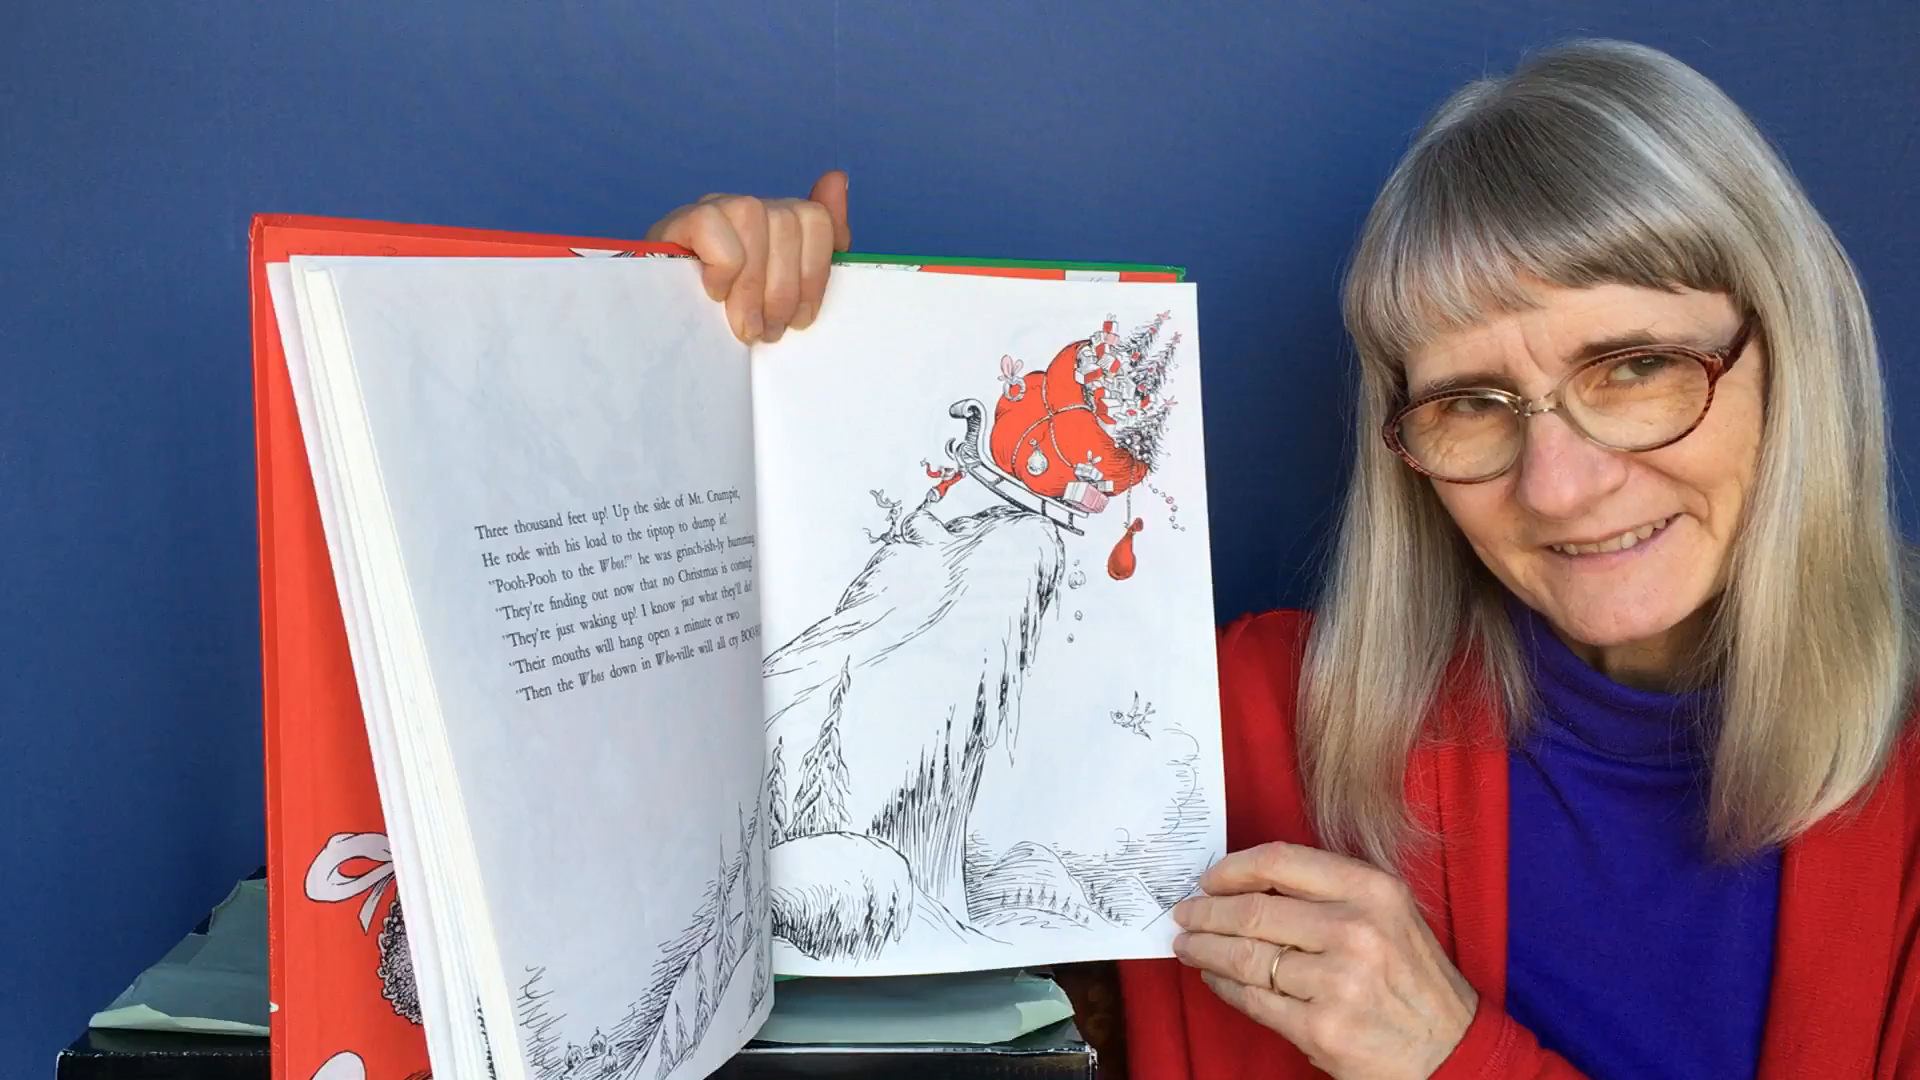 Three thousand feet up! Up the side of Mt. Crumpit,
He rode with his load to the tiptop to dump it!
"Pooh-Pooh to the Whos!" he was grinch-ish-ly humming.
"They're finding out now that no Christmas is coming!
"They're just waking up! I know just what they'll do!
"Their mouths will hang open a minute or two
"Then the Whos down in Who-ville will all cry